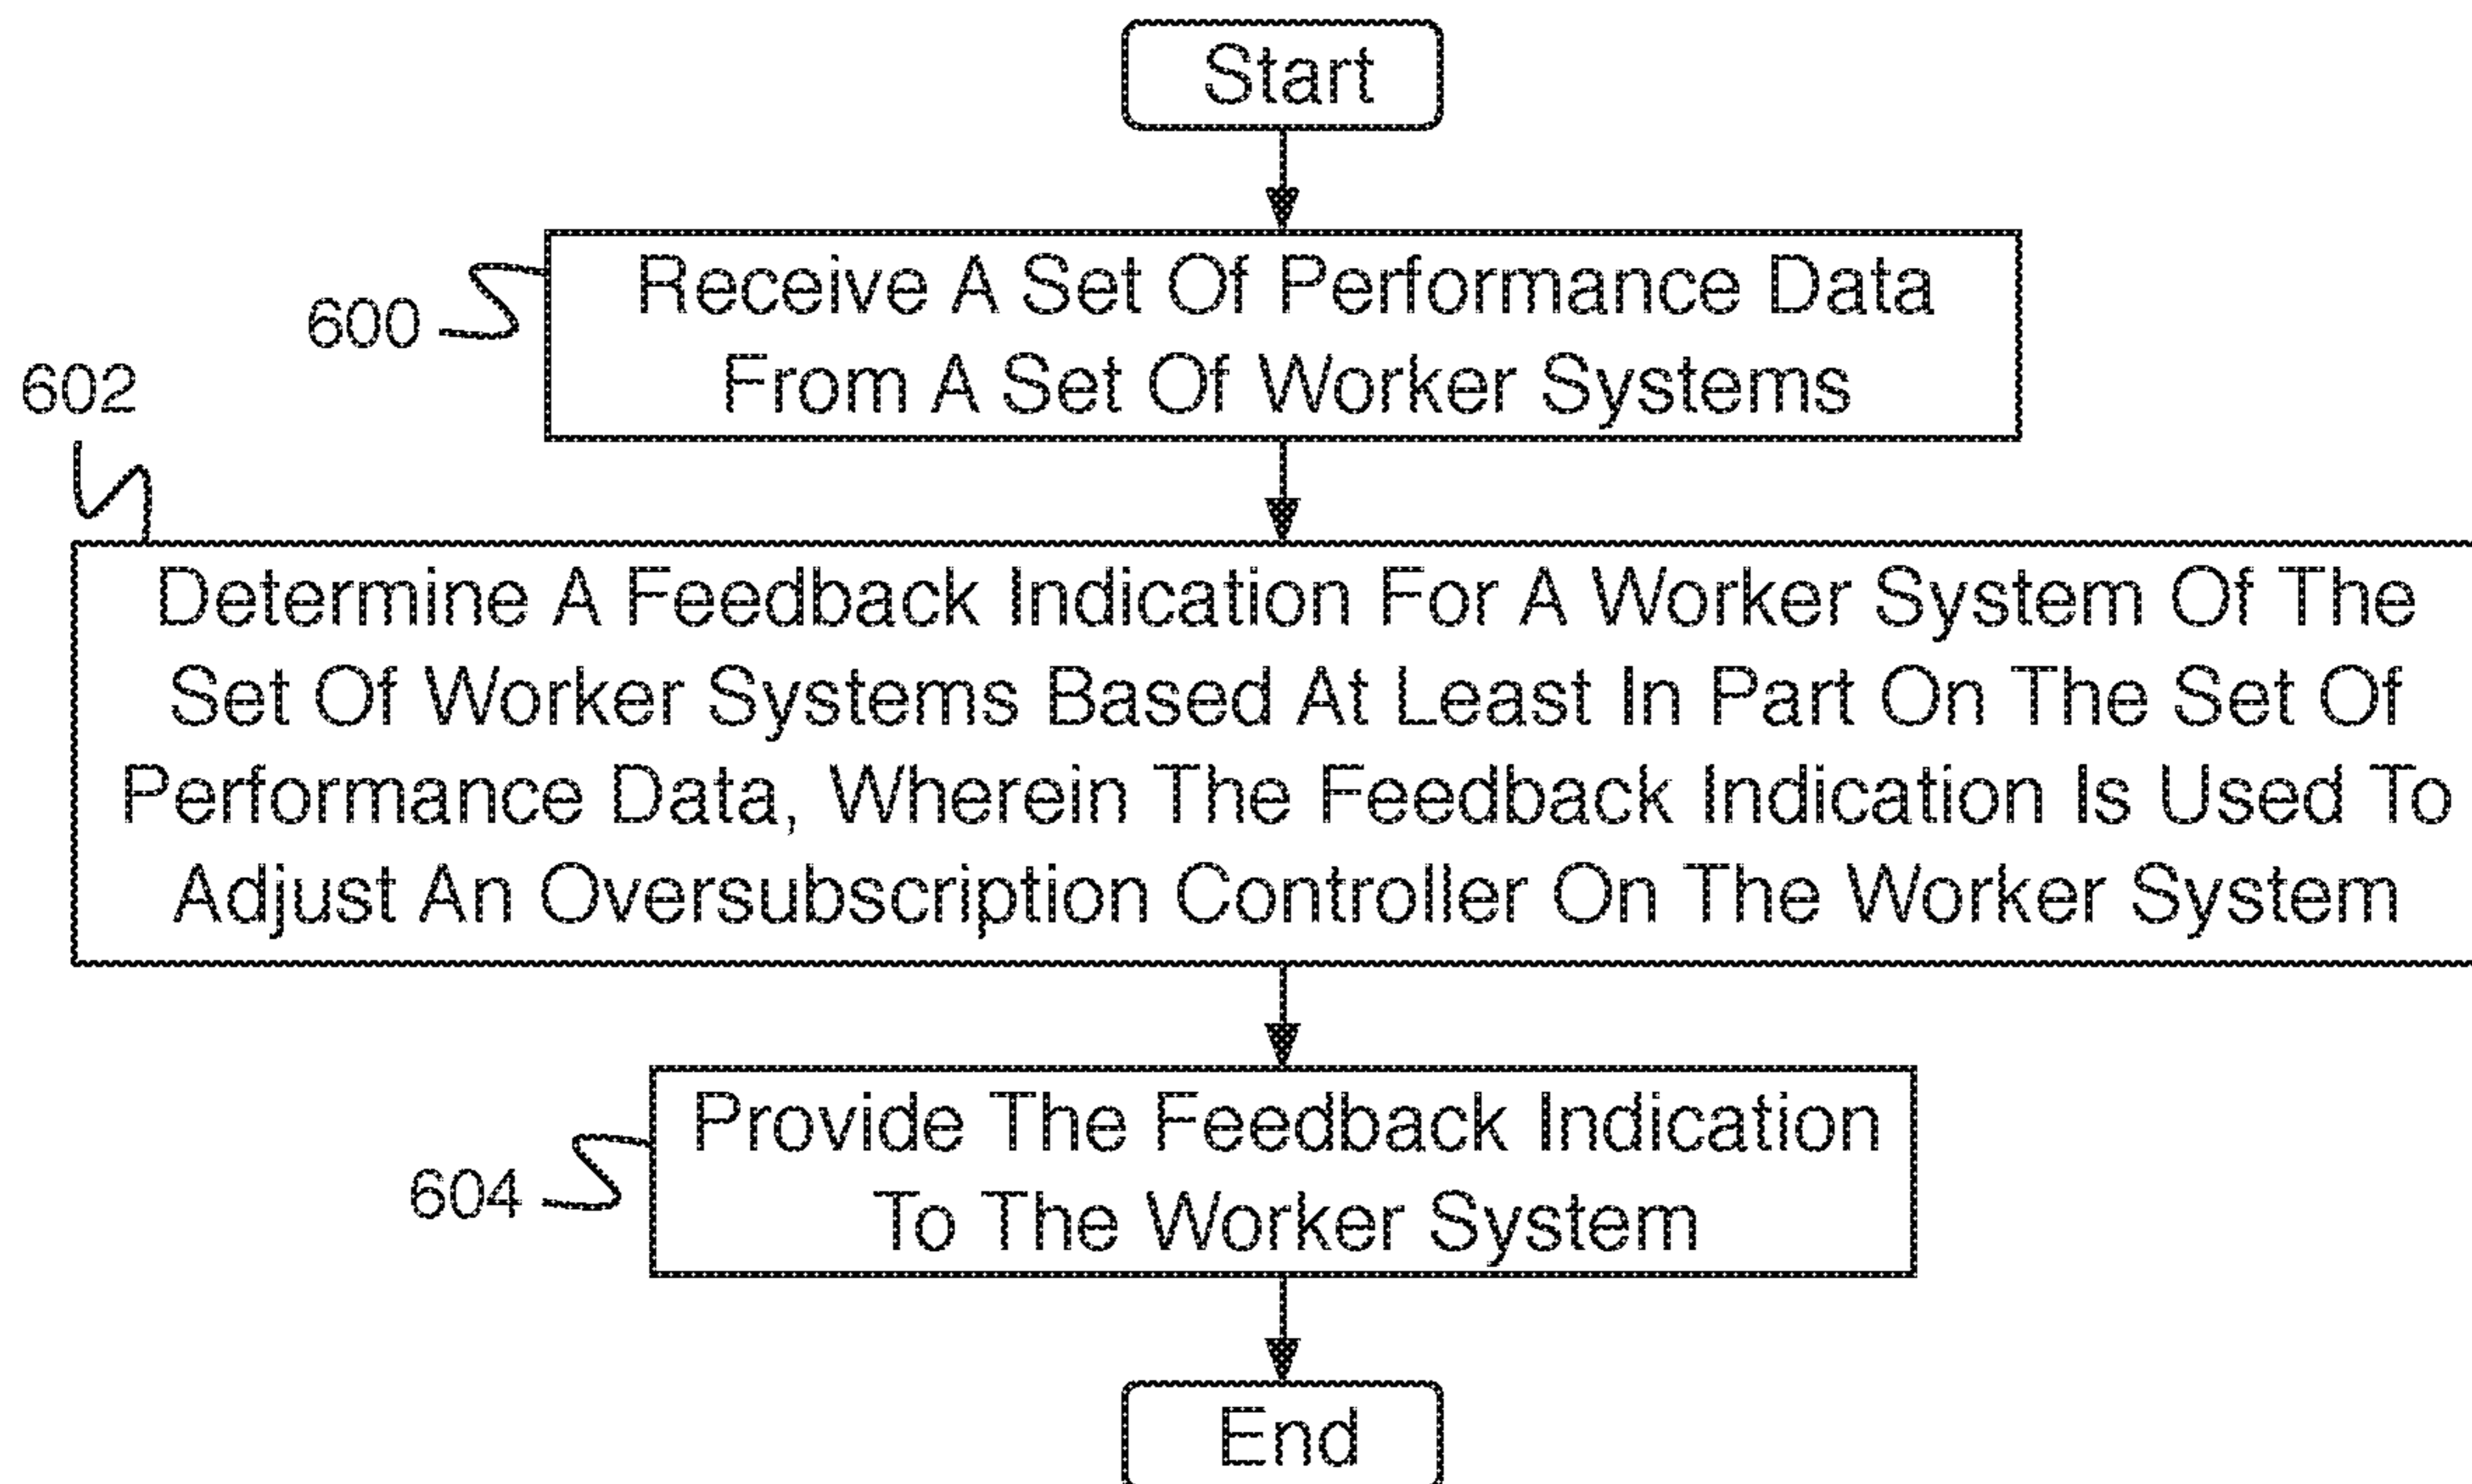 Start
600
Receive A Set Of Performance Data
From A Set Of Worker Systems
602
Determine A Feedback Indication For A Worker System Of The
Set Of Worker Systems Based At Least In Part On The Set Of
Performance Data, Wherein The Feedback Indication Is Used To
Adjust An Oversubscription Controller On The Worker System
604
Provide The Feedback Indication
To The Worker System
End